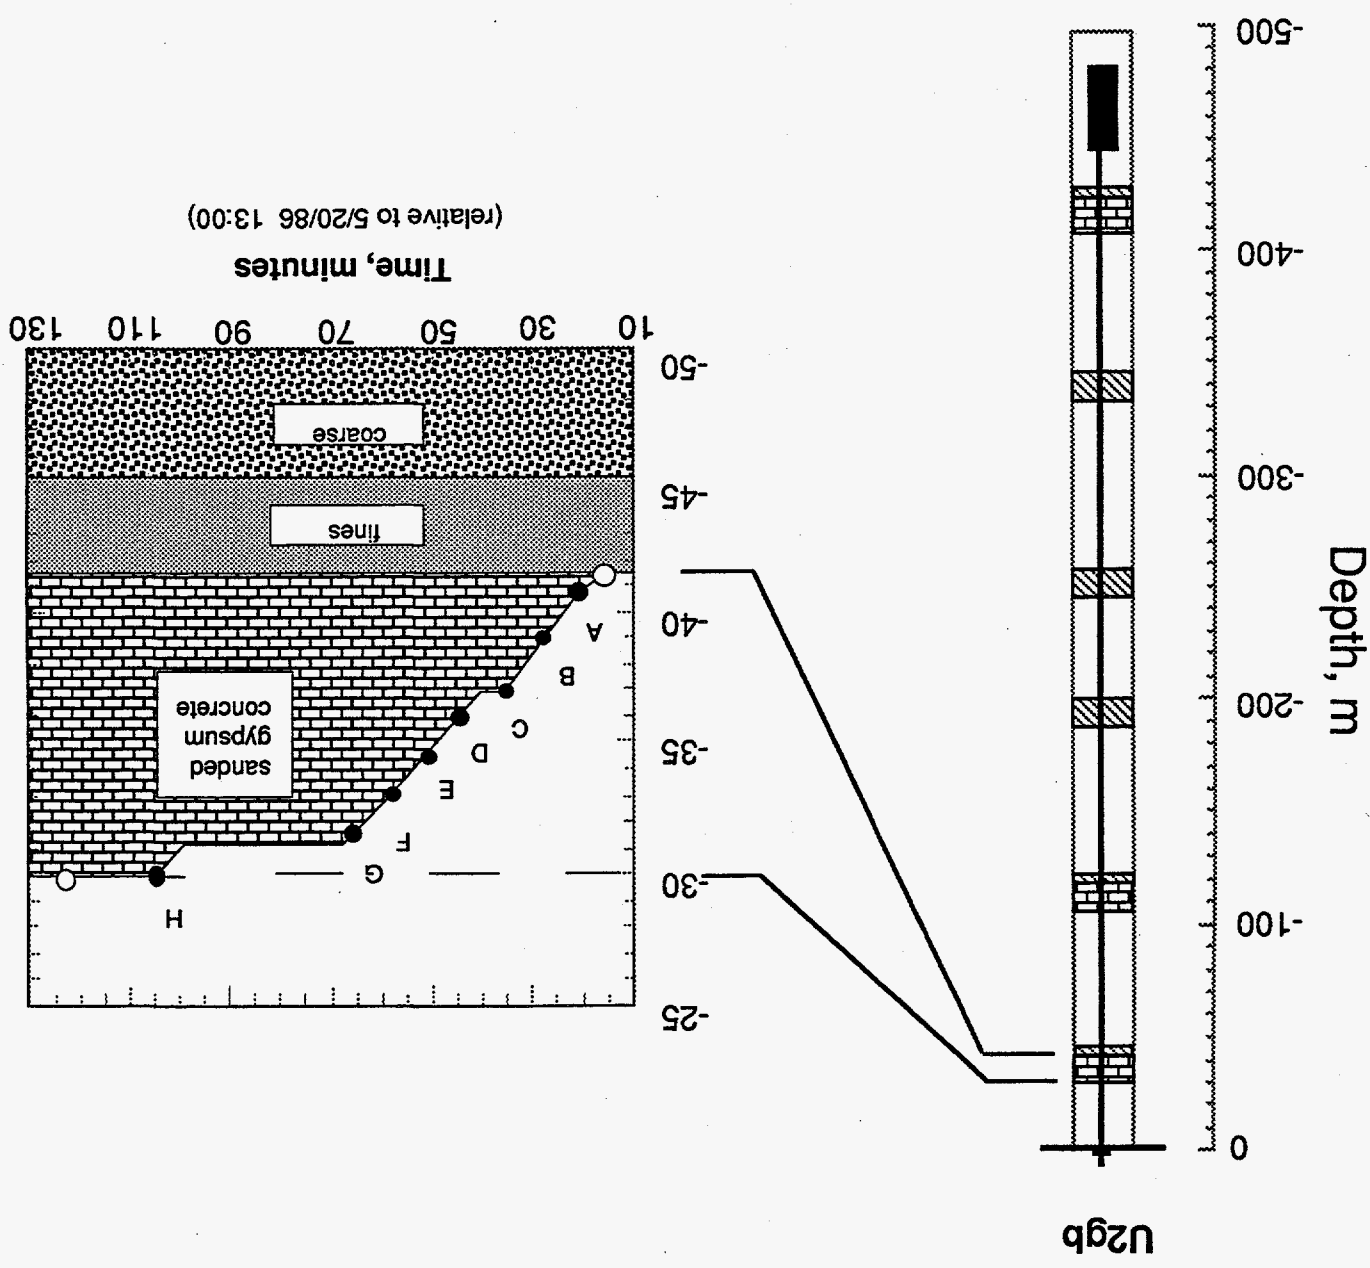 U2gb
Depth, m
0
-100
-200
-300
-400
-500
-25
-30
-35
-40
-45
-50
H
G
F
E
D
C
B
A
sanded
gypsum
concrete
fines
coarse
10
30
50
70
90
110
130
Time, minutes
(relative to 5/20/86 13:00)